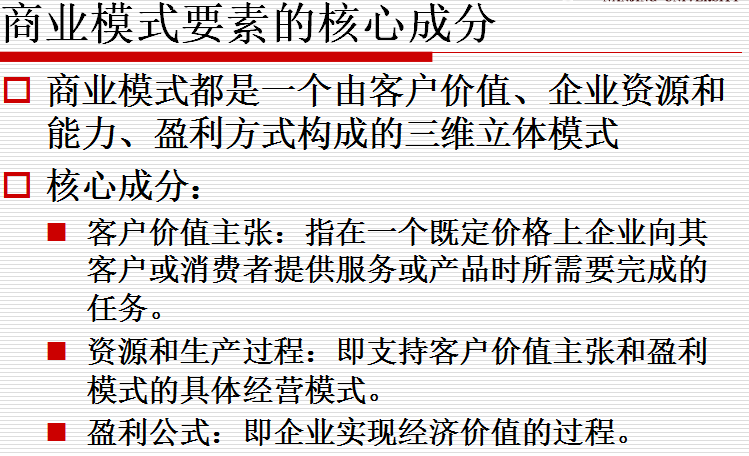 商业模式要素的核心成分
商业模式都是一个由客户价值、企业资源和
能力、盈利方式构成的三维立体模式
核心成分：
客户价值主张：指在一个既定价格上企业向其
客户或消费者提供服务或产品时所需要完成的
任务。
资源和生产过程：即支持客户价值主张和盈利
模式的具体经营模式。
盈利公式：即企业实现经济价值的过程。